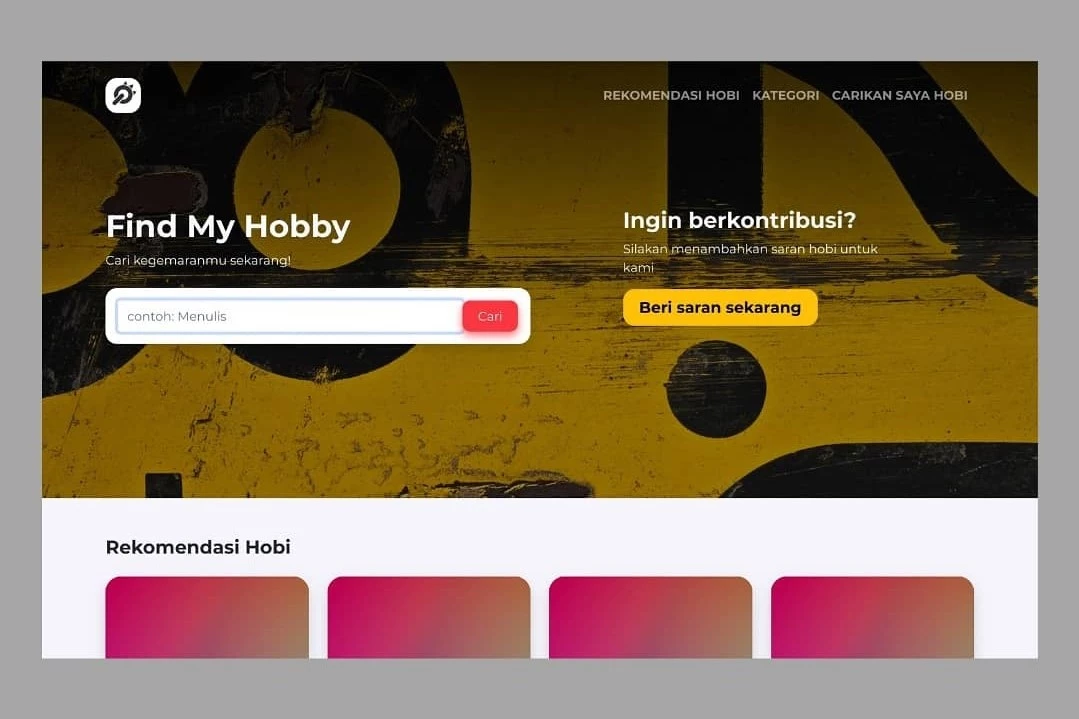 REKOMENDASI HOBI KATEGORI CARIKAN SAYA HOBI
Find My Hobby
Cari kegemaranmu sekarang!
contoh: Menulis
Cari
Ingin berkontribusi?
Silakan menambahkan saran hobi untuk
kami
Beri saran sekarang
Rekomendasi Hobi